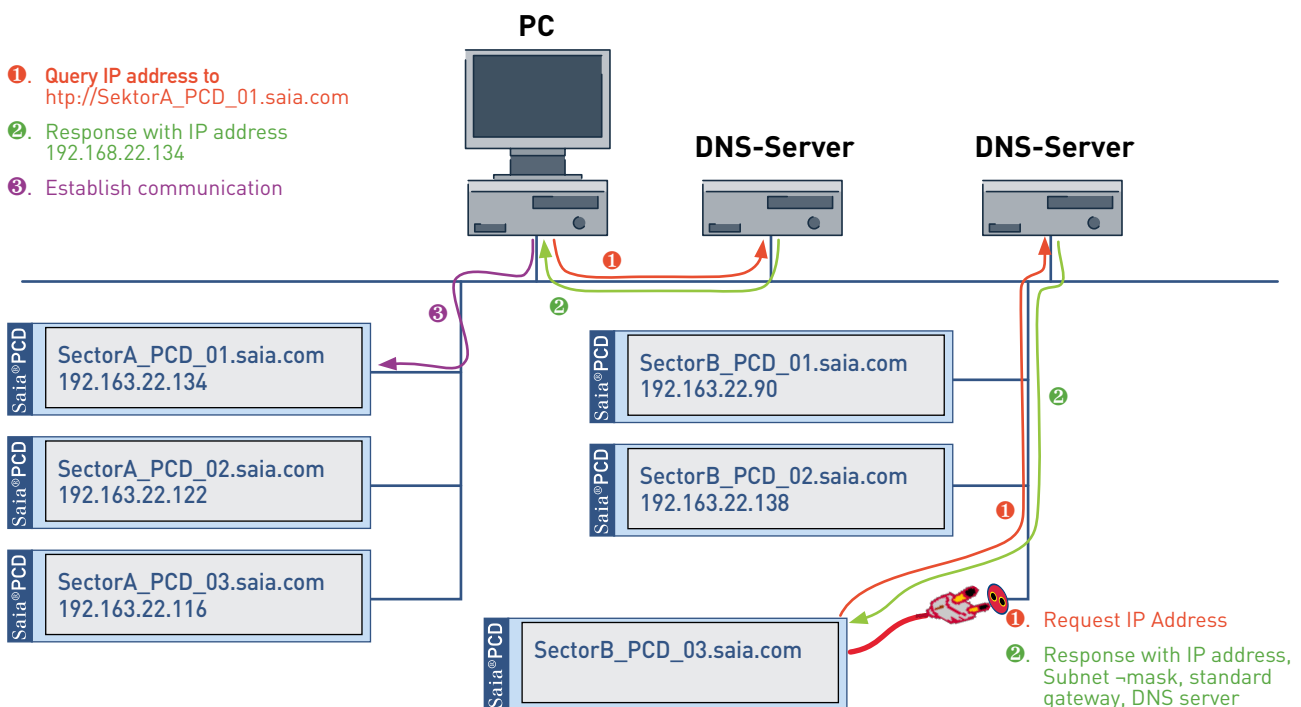 PC
❶. Query IP address to
htp://SektorA_PCD_01.saia.com
❷. Response with IP address
192.168.22.134
❸. Establish communication
DNS-Server
DNS-Server
❶
❷
❸
Saia®PCD
SectorA_PCD_01.saia.com
192.163.22.134
Saia®PCD
SectorA_PCD_02.saia.com
192.163.22.122
Saia®PCD
SectorA_PCD_03.saia.com
192.163.22.116
Saia®PCD
SectorB_PCD_01.saia.com
192.163.22.90
Saia®PCD
SectorB_PCD_02.saia.com
192.163.22.138
❷
❶
Saia®PCD
SectorB_PCD_03.saia.com
❶. Request IP Address
❷. Response with IP address,
Subnet ¬mask, standard
gateway, DNS server